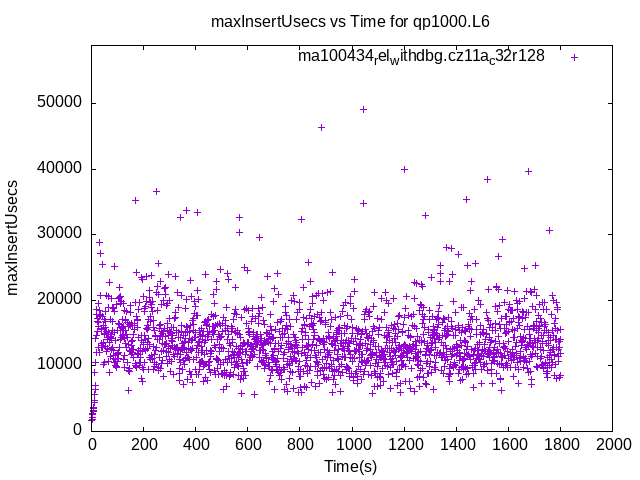 maxInsertUsecs vs Time for qp1000.L6
ma100434rel_withdbg.cz11a_c32r128
50000
40000
30000
20000
10000
0
maxInsertUsecs
0 200 400 600 800 1000 1200 1400 1600 1800 2000
Time(s)